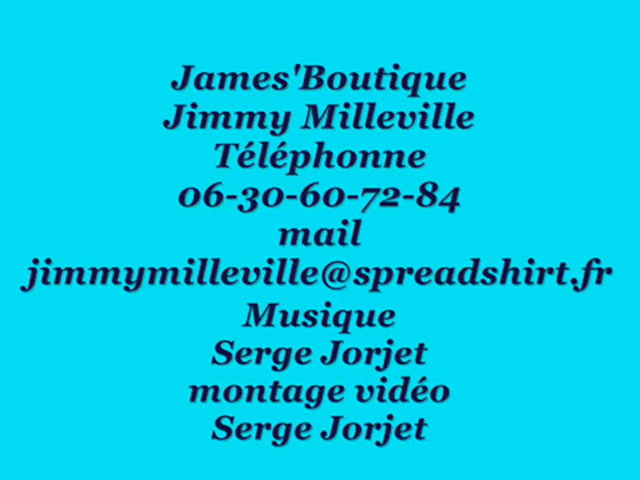 James'Boutique
Jimmy Milleville
Téléphonne
06-30-60-72-84
mail
jimmymilleville@spreadshirt.fr
Musique
Serge Jorjet
montage vidéo
Serge Jorjet